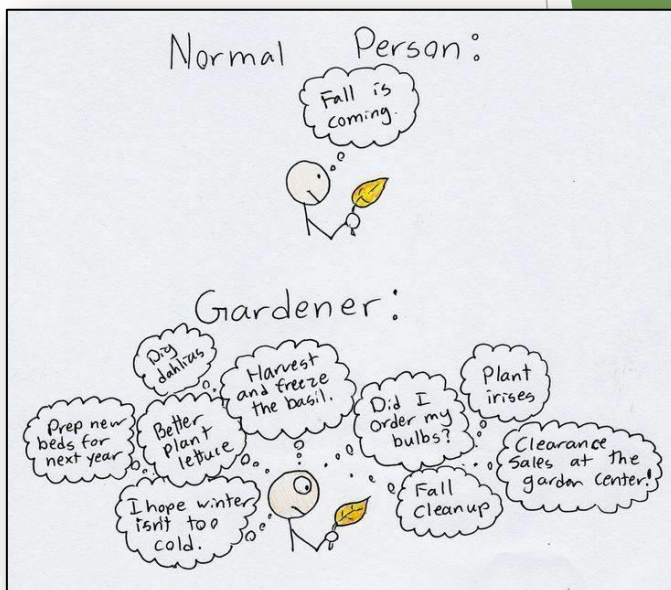 Normal Person:
Fall is
coming.
Gardener:
Dig
dahlias
Harvest
and freeze
the basil.
Plant
irises
Prep new
beds for
next year
Better
plant
lettuce
Did I
order my
bulbs?
Clearance
Sales at the
garden center!
I hope winter
isn't too
cold.
Fall
Cleanup